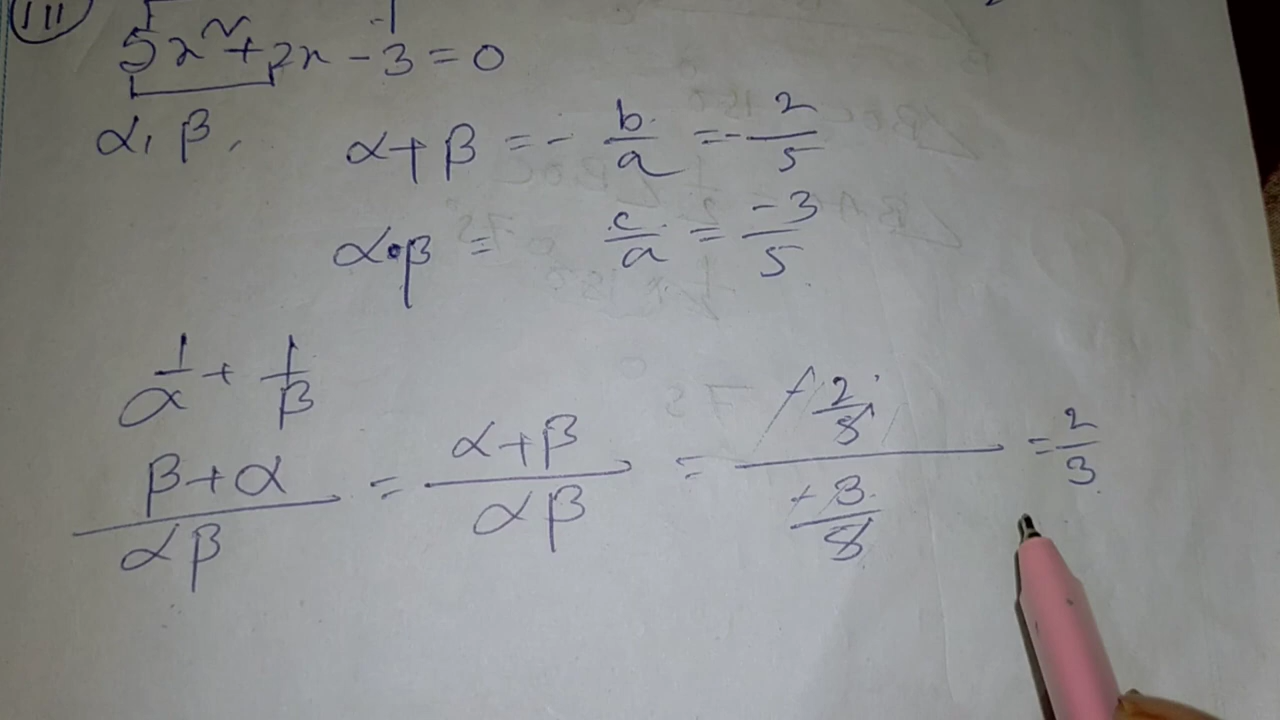 (iii)
5x² + 2x - 3 = 0
α, β, α+β = - b/a = - 2/5
α·β = c/a = -3/5
1/α + 1/β
β+α/αβ = α+β/αβ = -2/5 / -3/5 = 2/3